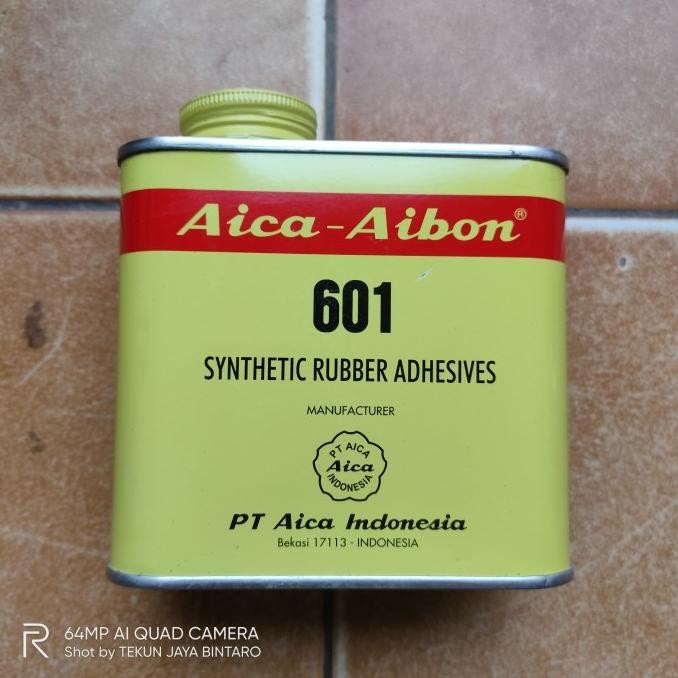 Aica-Aibon®
601
SYNTHETIC RUBBER ADHESIVES
MANUFACTURER
PT AICA
Aica
INDONESIA
PT Aica Indonesia
Bekasi 17113 - INDONESIA
R 64MP AI QUAD CAMERA
Shot by TEKUN JAYA BINTARO